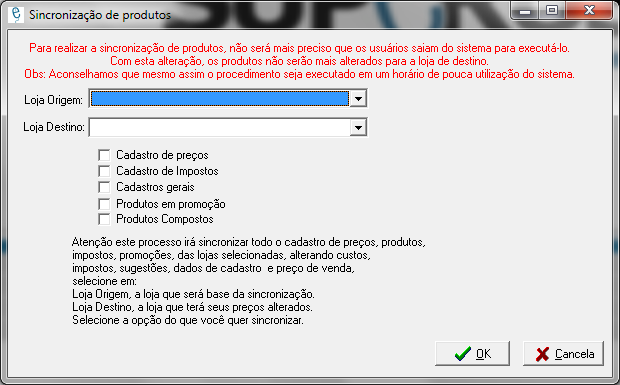 Sincronização de produtos
Para realizar a sincronização de produtos, não será mais preciso que os usuários saiam do sistema para executá-lo.
Com esta alteração, os produtos não serão mais alterados para a loja de destino.
Obs: Aconselhamos que mesmo assim o procedimento seja executado em um horário de pouca utilização do sistema.
Loja Origem:
Loja Destino:
Cadastro de preços
Cadastro de Impostos
Cadastros gerais
Produtos em promoção
Produtos Compostos
Atenção este processo irá sincronizar todo o cadastro de preços, produtos,
impostos, promoções, das lojas selecionadas, alterando custos,
impostos, sugestões, dados de cadastro e preço de venda,
selecione em:
Loja Origem, a loja que será base da sincronização.
Loja Destino, a loja que terá seus preços alterados.
Selecione a opção do que você quer sincronizar.
OK Cancela